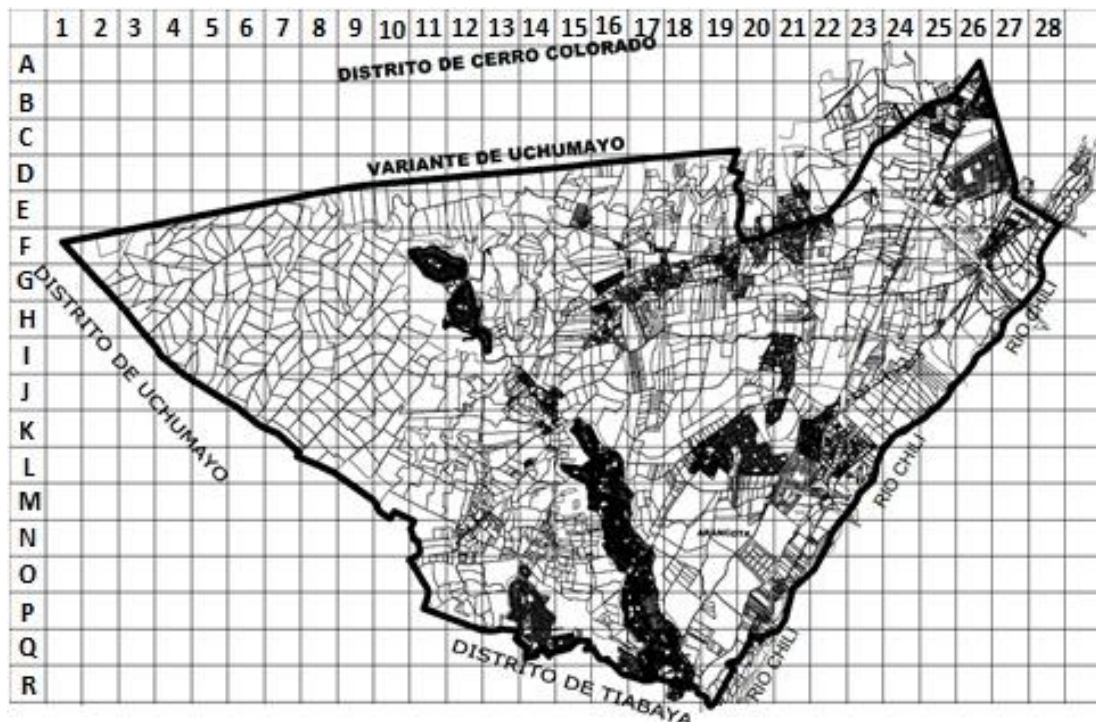 1 2 3 4 5 6 7 8 9 10 11 12 13 14 15 16 17 18 19 20 21 22 23 24 25 26 27 28
A
DISTRITO DE CERRO COLORADO
B
C
VARIANTE DE UCHUMAYO
D
E
F
G
DISTRITO DE UCHUMAYO
H
RIO CHILI
I
J
K
L
RIO CHILI
M
N
O
P
Q
DISTRITO DE TIABAYA
RIO CHILI
R